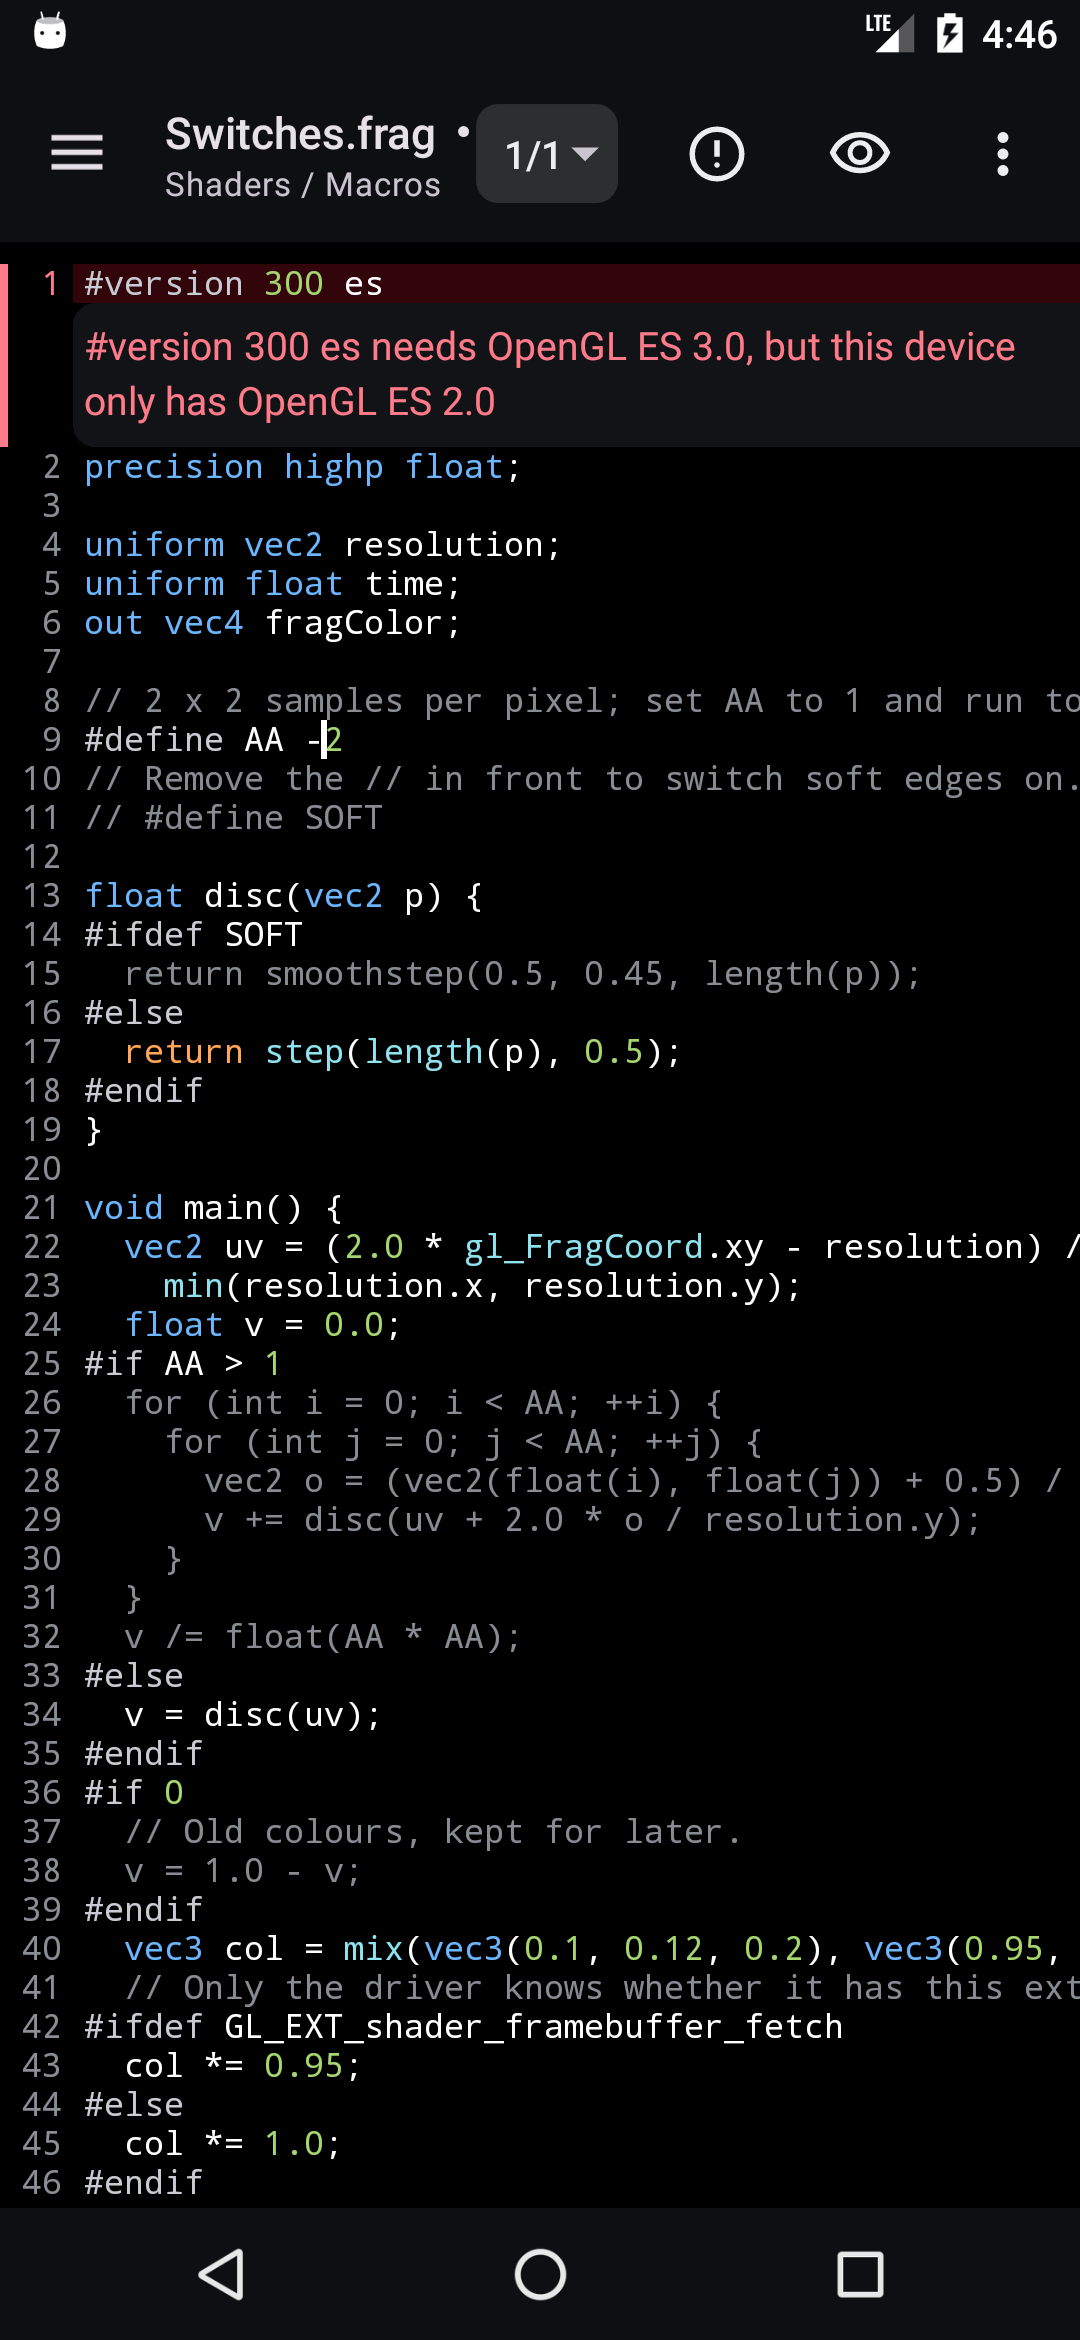 LTE 4:46
Switches.frag • 1/1
Shaders / Macros
1 #version 300 es
#version 300 es needs OpenGL ES 3.0, but this device
only has OpenGL ES 2.0
2 precision highp float;
3
4 uniform vec2 resolution;
5 uniform float time;
6 out vec4 fragColor;
7
8 // 2 x 2 samples per pixel; set AA to 1 and run to
9 #define AA -2
10 // Remove the // in front to switch soft edges on.
11 // #define SOFT
12
13 float disc(vec2 p) {
14 #ifdef SOFT
15   return smoothstep(0.5, 0.45, length(p));
16 #else
17   return step(length(p), 0.5);
18 #endif
19 }
20
21 void main() {
22   vec2 uv = (2.0 * gl_FragCoord.xy - resolution) /
23     min(resolution.x, resolution.y);
24   float v = 0.0;
25 #if AA > 1
26   for (int i = 0; i < AA; ++i) {
27     for (int j = 0; j < AA; ++j) {
28       vec2 o = (vec2(float(i), float(j)) + 0.5) /
29       v += disc(uv + 2.0 * o / resolution.y);
30     }
31   }
32   v /= float(AA * AA);
33 #else
34   v = disc(uv);
35 #endif
36 #if 0
37   // Old colours, kept for later.
38   v = 1.0 - v;
39 #endif
40   vec3 col = mix(vec3(0.1, 0.12, 0.2), vec3(0.95,
41   // Only the driver knows whether it has this ext
42 #ifdef GL_EXT_shader_framebuffer_fetch
43   col *= 0.95;
44 #else
45   col *= 1.0;
46 #endif